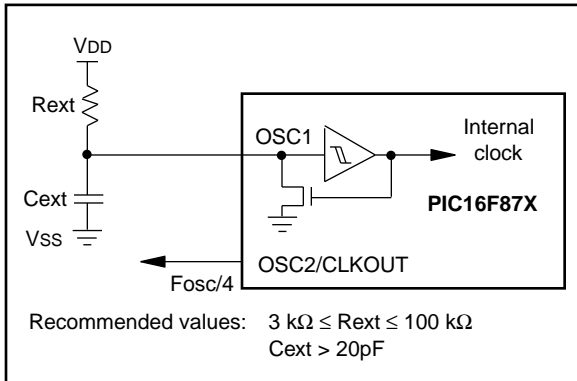 VDD
Rext
OSC1
Internal
clock
Cext
PIC16F87X
VSS
OSC2/CLKOUT
Fosc/4
Recommended values: 3 kΩ ≤ Rext ≤ 100 kΩ
Cext > 20pF